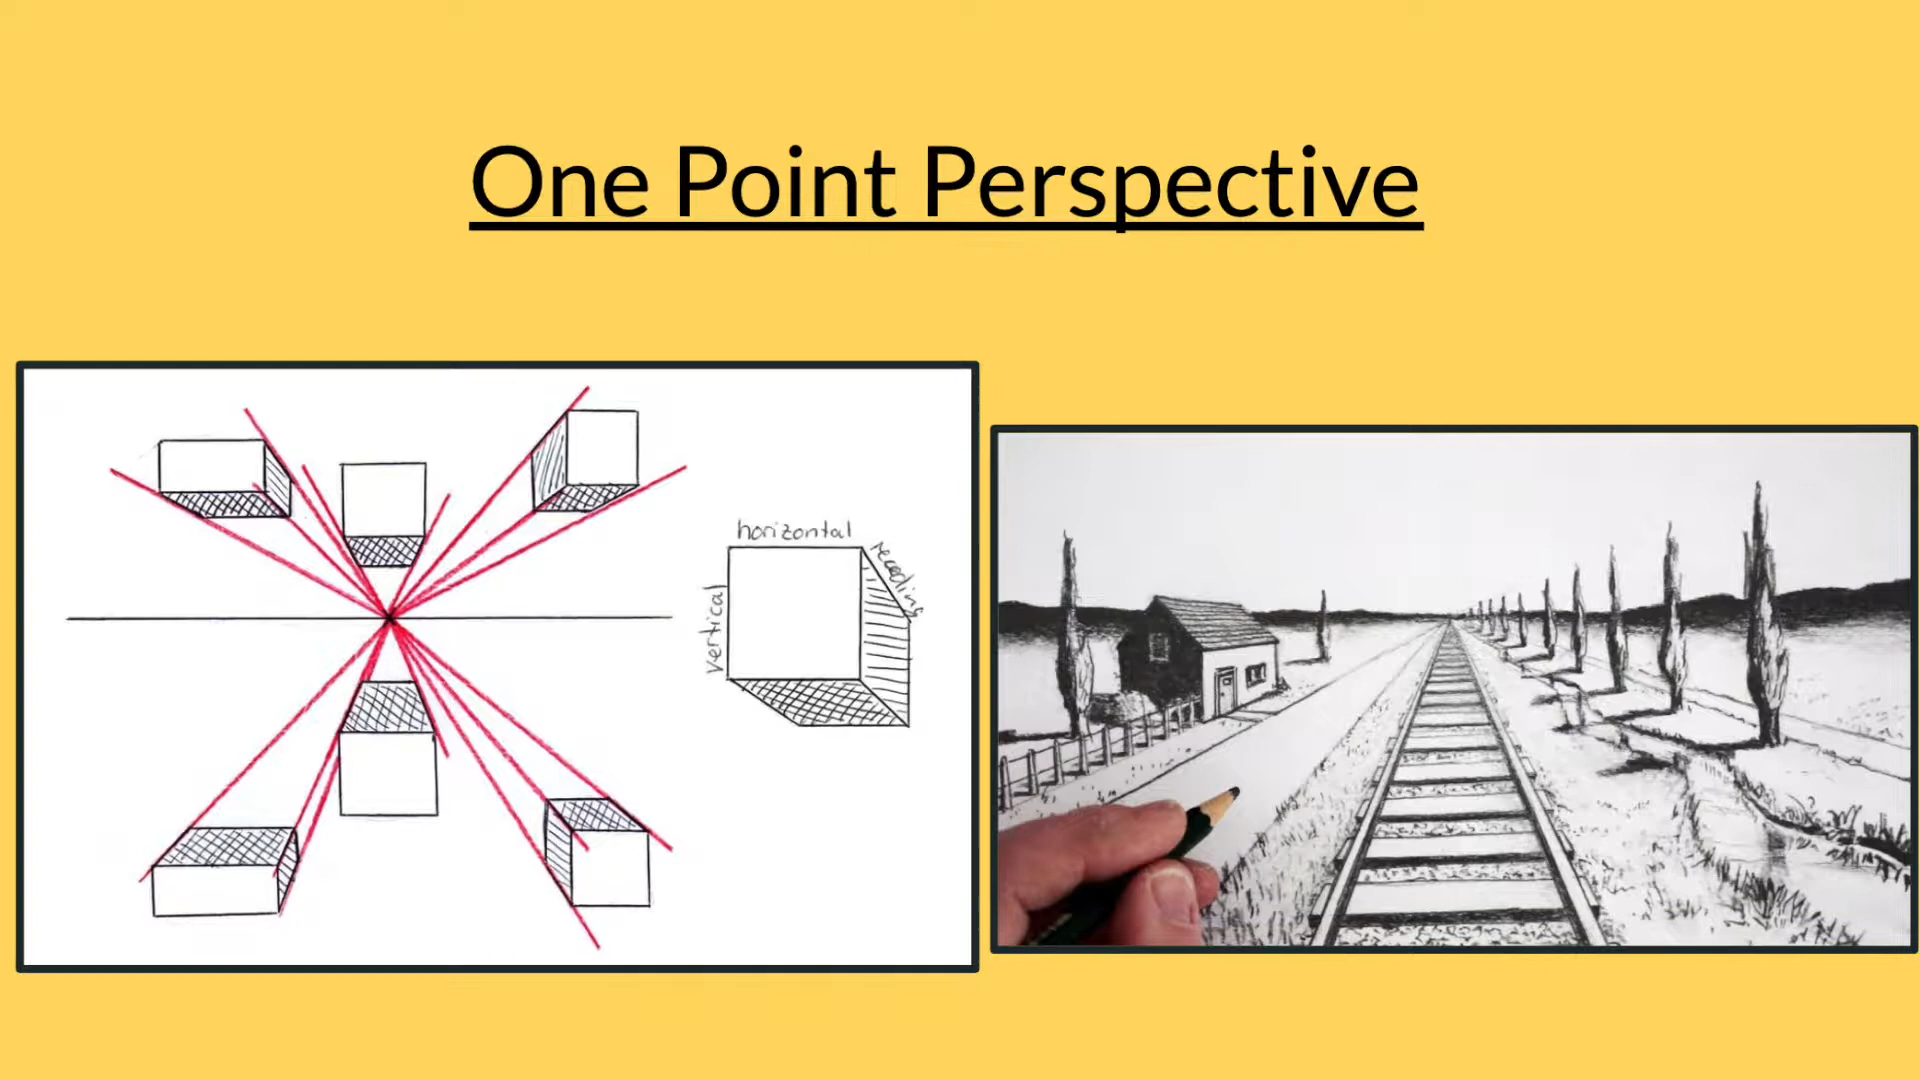 One Point Perspective
horizontal
receding
vertical